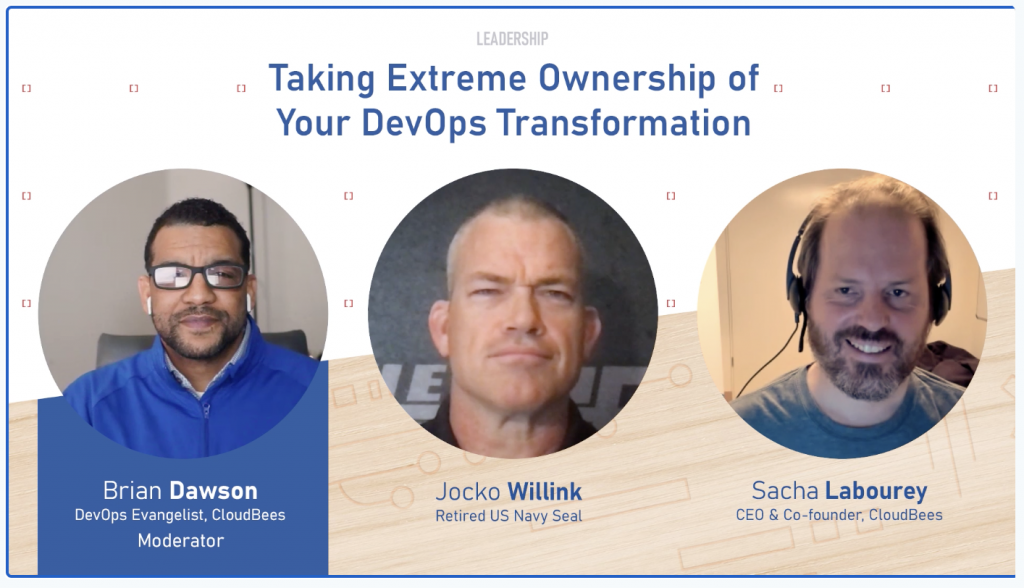 LEADERSHIP
Taking Extreme Ownership of
Your DevOps Transformation
Brian Dawson
DevOps Evangelist, CloudBees
Moderator
Jocko Willink
Retired US Navy Seal
Sacha Labourey
CEO & Co-founder, CloudBees